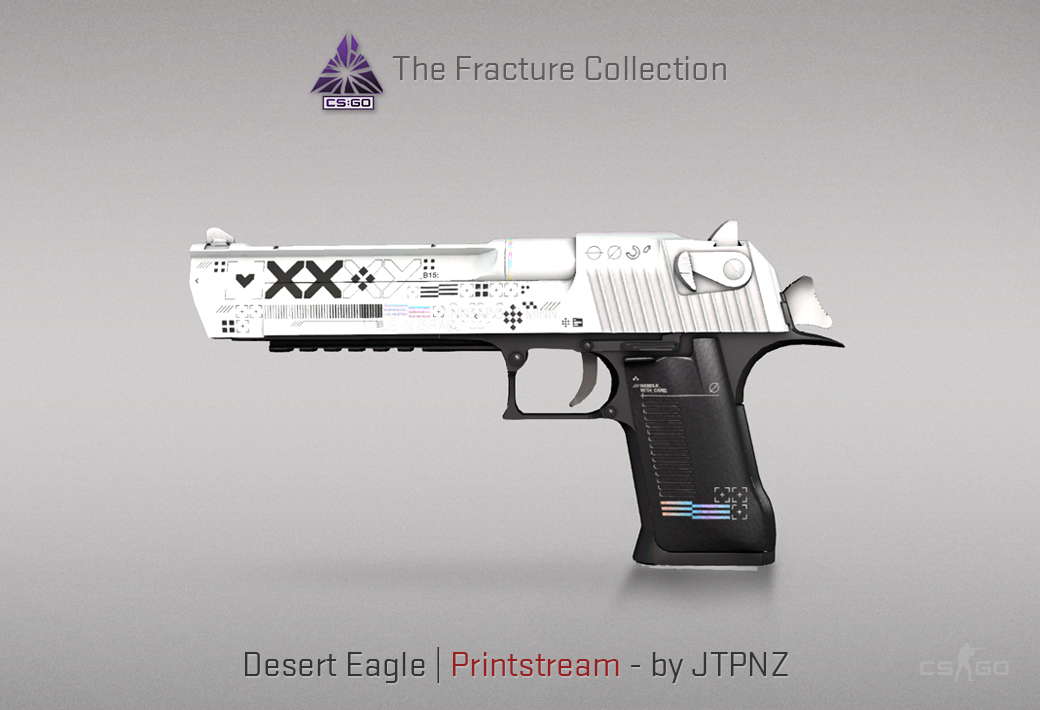 The Fracture Collection
CS:GO
XX
B15:
HANDLE
WITH CARE.
Desert Eagle | Printstream - by JTPNZ
CS GO